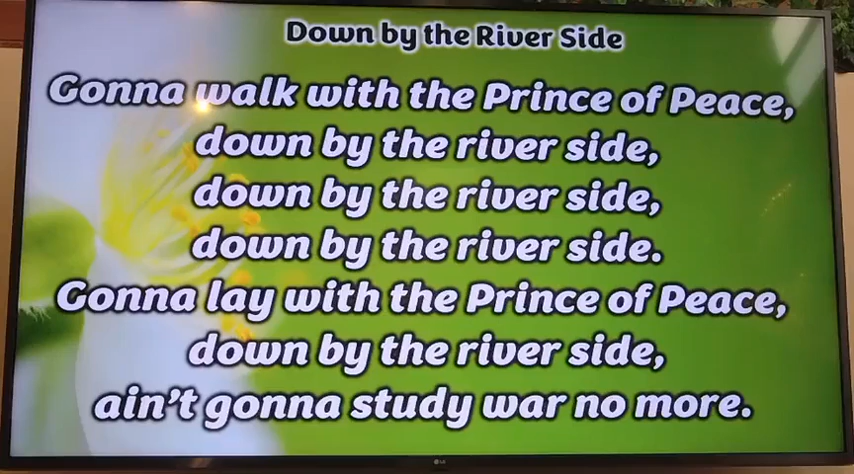 Down by the River Side
Gonna walk with the Prince of Peace,
down by the river side,
down by the river side,
down by the river side.
Gonna lay with the Prince of Peace,
down by the river side,
ain't gonna study war no more.
LG